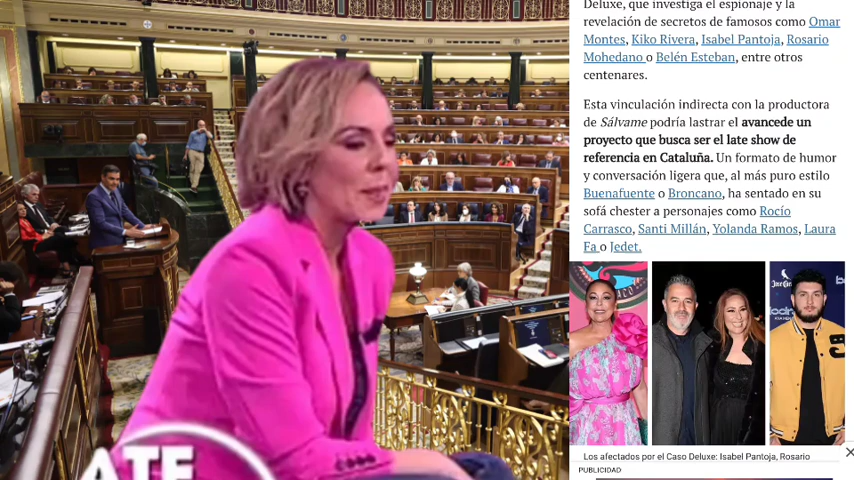 Deluxe, que investiga el espionaje y la
revelación de secretos de famosos como Omar
Montes, Kiko Rivera, Isabel Pantoja, Rosario
Mohedano o Belén Esteban, entre otros
centenares.
Esta vinculación indirecta con la productora
de Sálvame podría lastrar el avancede un
proyecto que busca ser el late show de
referencia en Cataluña. Un formato de humor
y conversación ligera que, al más puro estilo
Buenafuente o Broncano, ha sentado en su
sofá chester a personajes como Rocío
Carrasco, Santi Millán, Yolanda Ramos, Laura
Fa o Jedet.
Los afectados por el Caso Deluxe: Isabel Pantoja, Rosario
PUBLICIDAD
ATE